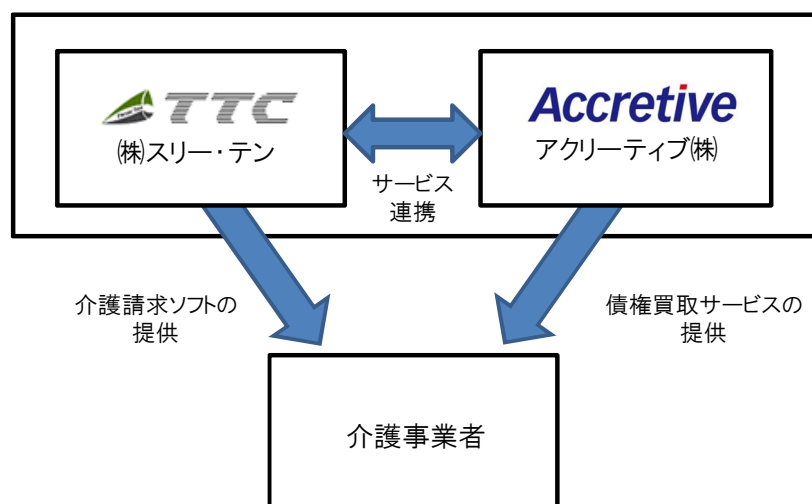 TTC
㈱スリー・テン
Accretive
アクリーティブ㈱
サービス
連携
介護請求ソフトの
提供
債権買取サービスの
提供
介護事業者